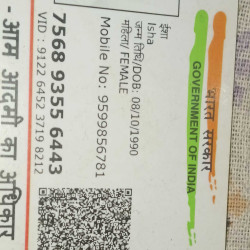 भारत सरकार
GOVERNMENT OF INDIA
ईशा
Isha
जन्म तिथि/DOB: 08/10/1990
महिला/ FEMALE
Mobile No: 9599856781
7568 9355 6443
VID : 9122 6452 3719 8212
- आम आदमी का अधिकार